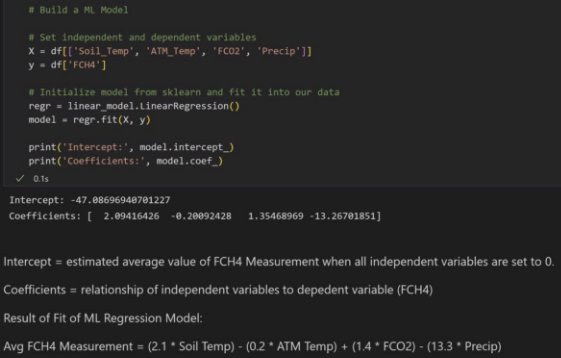 # Build a ML Model
# Set independent and dependent variables
X = df[['Soil_Temp', 'ATM_Temp', 'FCO2', 'Precip']]
y = df['FCH4']
# Initialize model from sklearn and fit it into our data
regr = linear_model.LinearRegression()
model = regr.fit(X, y)
print('Intercept:', model.intercept_)
print('Coefficients:', model.coef_)
✓ 0.1s
Intercept: -47.08696940701227
Coefficients: [ 2.09416426 -0.20092428 1.35468969 -13.26701851]
Intercept = estimated average value of FCH4 Measurement when all independent variables are set to 0.
Coefficients = relationship of independent variables to depedent variable (FCH4)
Result of Fit of ML Regression Model:
Avg FCH4 Measurement = (2.1 * Soil Temp) - (0.2 * ATM Temp) + (1.4 * FCO2) - (13.3 * Precip)